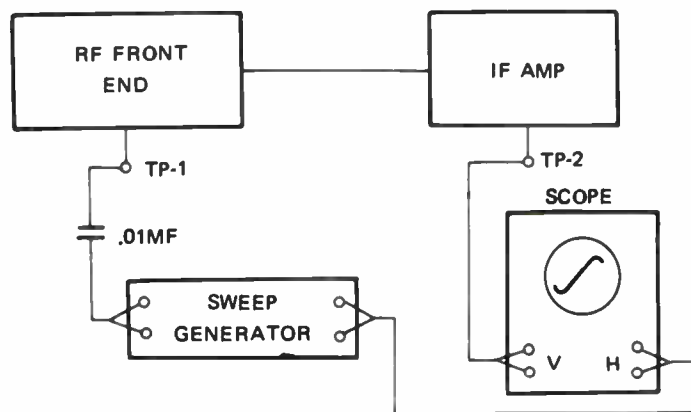 RF FRONT
END
IF AMP
TP-1
TP-2
SCOPE
.01MF
SWEEP
GENERATOR
V
H